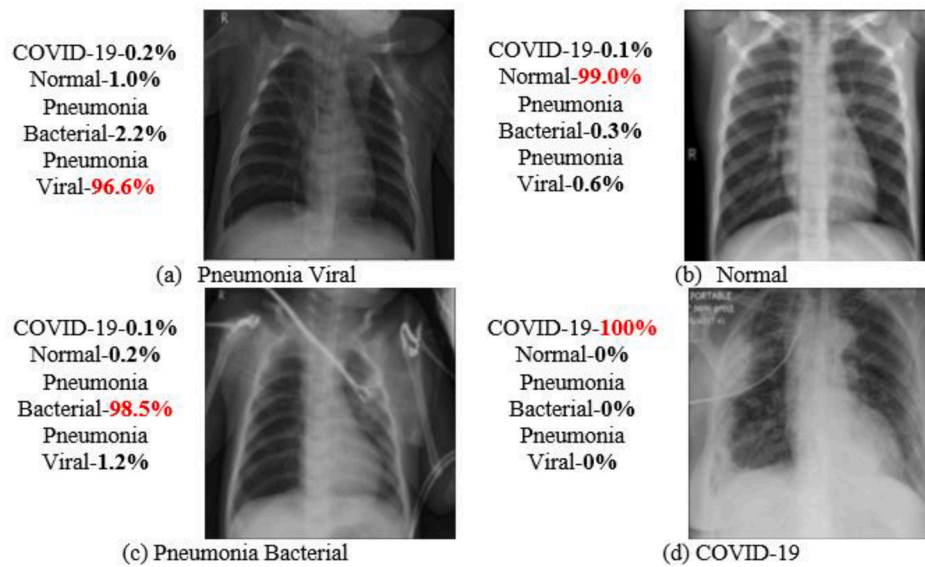 R
COVID-19-0.2%
Normal-1.0%
Pneumonia
Bacterial-2.2%
Pneumonia
Viral-96.6%
(a) Pneumonia Viral
COVID-19-0.1%
Normal-99.0%
Pneumonia
Bacterial-0.3%
Pneumonia
Viral-0.6%
R
(b) Normal
R
COVID-19-0.1%
Normal-0.2%
Pneumonia
Bacterial-98.5%
Pneumonia
Viral-1.2%
(c) Pneumonia Bacterial
PORTABLE
COVID-19-100%
Normal-0%
Pneumonia
Bacterial-0%
Pneumonia
Viral-0%
(d) COVID-19